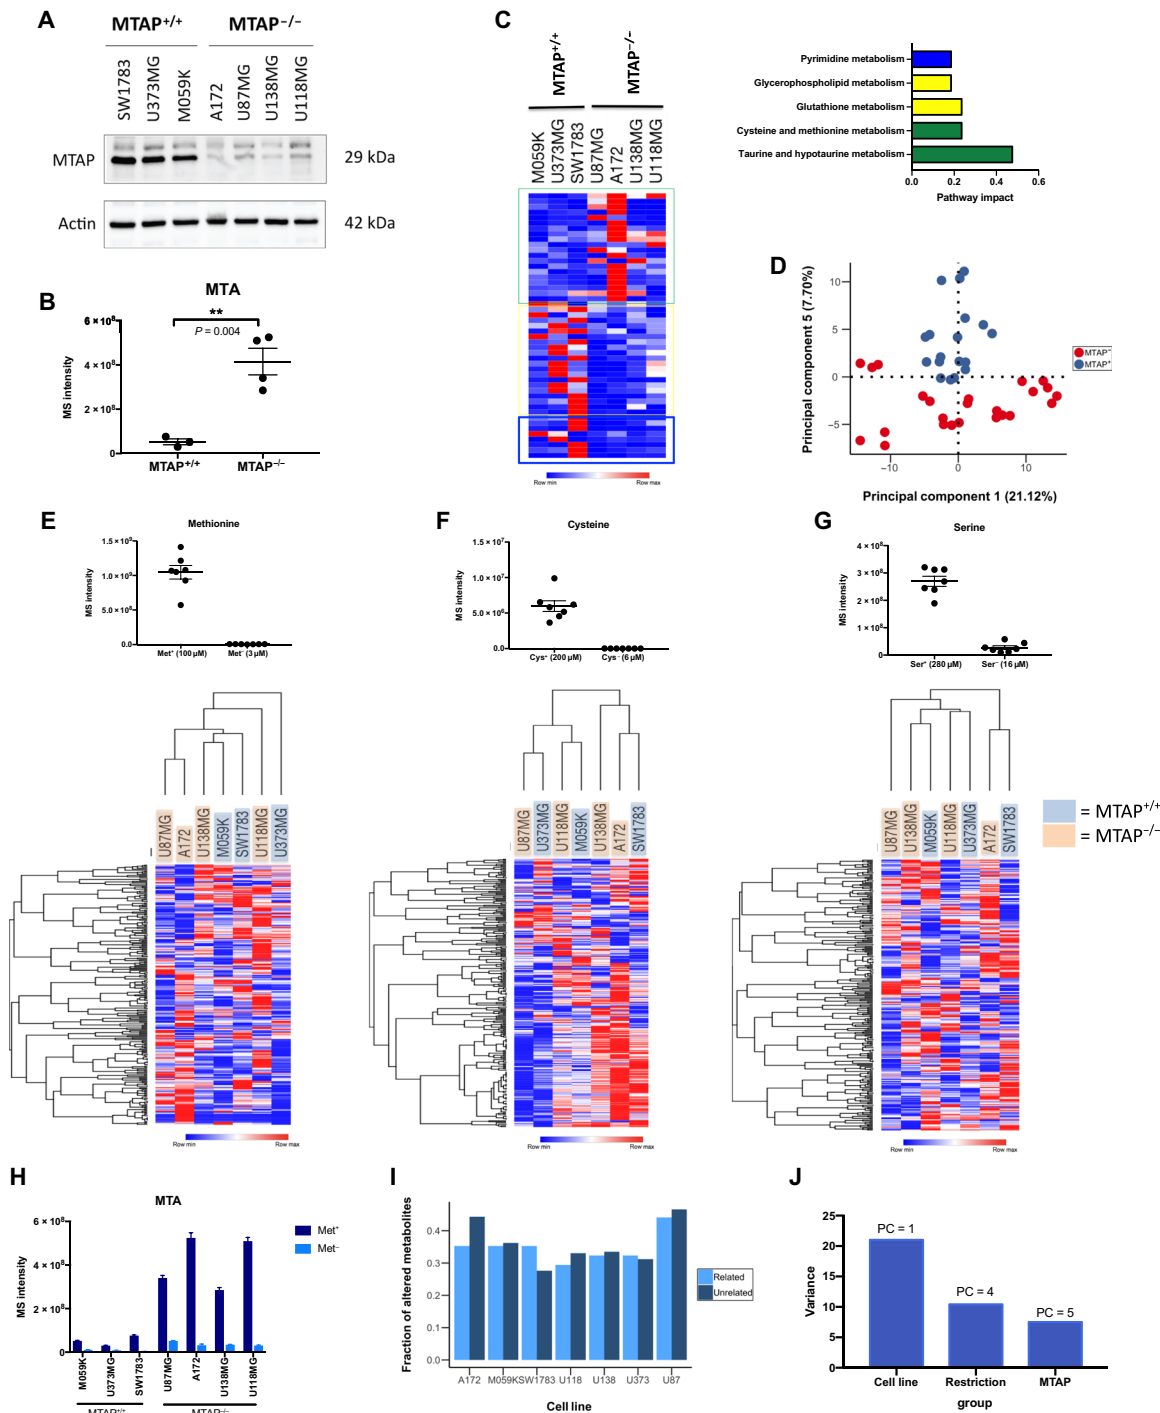 A
MTAP+/+
MTAP−/−
SW1783
U373MG
M059K
A172
U87MG
U138MG
U118MG
MTAP
29 kDa
Actin
42 kDa
B
MTA
**
P = 0.004
MS intensity
6 × 10⁸
4 × 10⁸
2 × 10⁸
0
MTAP+/+
MTAP−/−
C
MTAP+/+
MTAP−/−
M059K
U373MG
SW1783
U87MG
A172
U138MG
U118MG
Row min
Row max
Pyrimidine metabolism
Glycerophospholipid metabolism
Glutathione metabolism
Cysteine and methionine metabolism
Taurine and hypotaurine metabolism
0.0
0.2
0.4
0.6
Pathway impact
D
Principal component 5 (7.70%)
10
5
0
−5
−10
0
10
Principal component 1 (21.12%)
MTAP⁻
MTAP⁺
E
Methionine
MS intensity
1.5 × 10⁹
1.0 × 10⁹
5.0 × 10⁸
0.0
Met⁺ (100 µM)
Met⁻ (3 µM)
U87MG
A172
U138MG
M059K
SW1783
U118MG
U373MG
Row min
Row max
F
Cysteine
MS intensity
1.5 × 10⁷
1.0 × 10⁷
5.0 × 10⁶
0.0
Cys⁺ (200 µM)
Cys⁻ (6 µM)
U87MG
U373MG
U118MG
M059K
U138MG
A172
SW1783
Row min
Row max
G
Serine
MS intensity
4 × 10⁸
3 × 10⁸
2 × 10⁸
1 × 10⁸
0
Ser⁺ (280 µM)
Ser⁻ (16 µM)
U87MG
U138MG
M059K
U118MG
U373MG
A172
SW1783
Row min
Row max
= MTAP+/+
= MTAP−/−
H
MTA
MS intensity
6 × 10⁸
4 × 10⁸
2 × 10⁸
0
Met⁺
Met⁻
M059K
U373MG
SW1783
U87MG
A172
U138MG
U118MG
MTAP+/+
MTAP−/−
I
Fraction of altered metabolites
0.4
0.3
0.2
0.1
0.0
A172
M059K
SW1783
U118
U138
U373
U87
Cell line
Related
Unrelated
J
Variance
25
20
15
10
5
0
PC = 1
PC = 4
PC = 5
Cell line
Restriction
MTAP
group